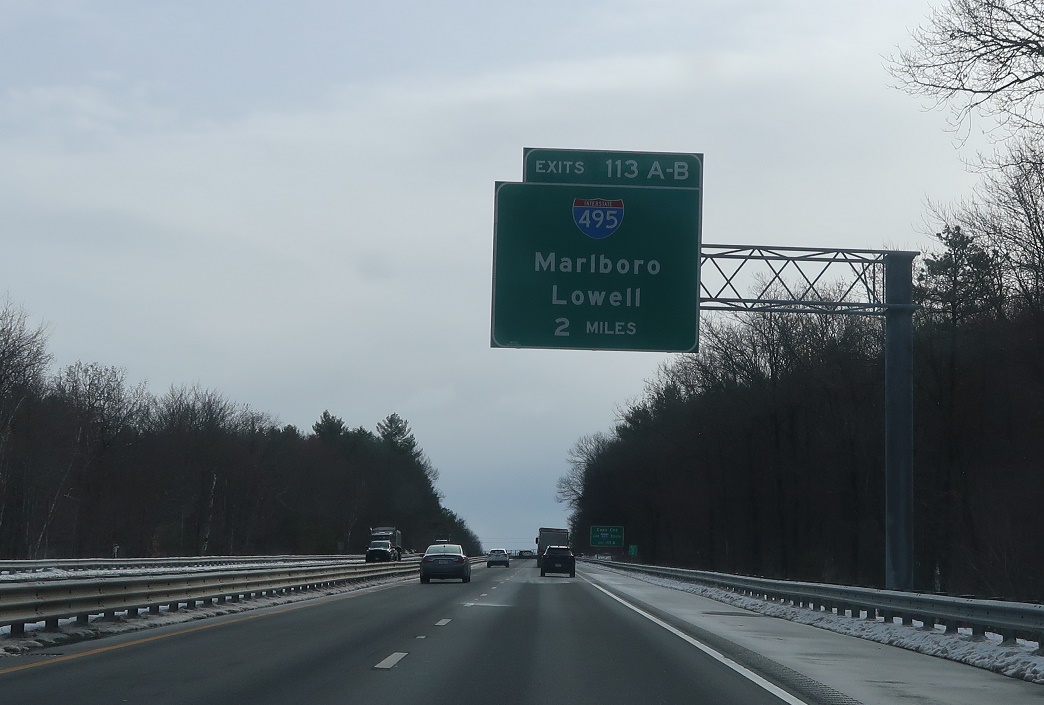 EXITS 113 A-B
INTERSTATE
495
Marlboro
Lowell
2 MILES